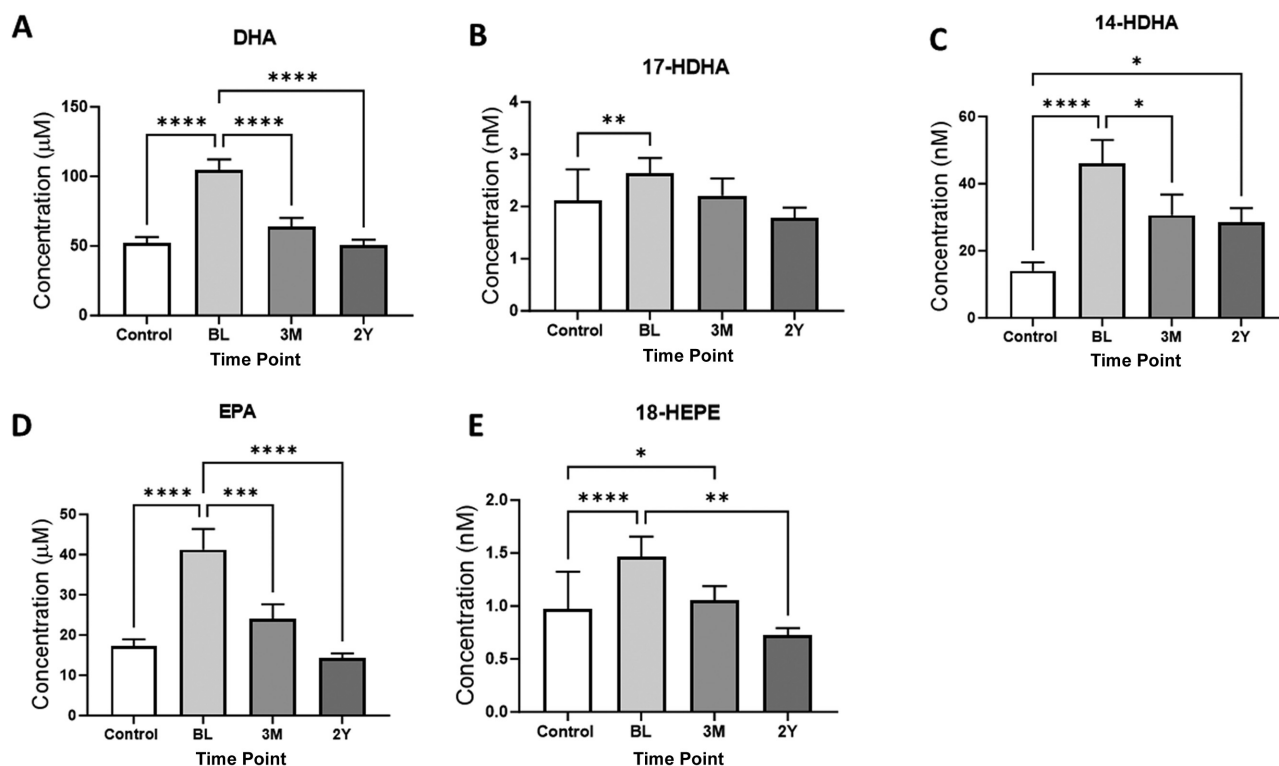 A
DHA
****
**** ****
Concentration (μM)
150
100
50
0
Control BL 3M 2Y
Time Point
B
17-HDHA
**
Concentration (nM)
4
3
2
1
0
Control BL 3M 2Y
Time Point
C
14-HDHA
*
**** *
Concentration (nM)
60
40
20
0
Control BL 3M 2Y
Time Point
D
EPA
****
**** ***
Concentration (μM)
50
40
30
20
10
0
Control BL 3M 2Y
Time Point
E
18-HEPE
*
**** **
Concentration (nM)
2.0
1.5
1.0
0.5
0.0
Control BL 3M 2Y
Time Point